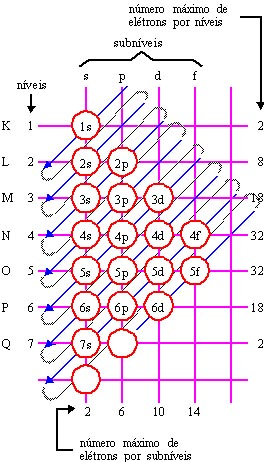 número máximo de
elétrons por níveis
subníveis
níveis s p d f
K 1 1s 2
L 2 2s 2p 8
M 3 3s 3p 3d 18
N 4 4s 4p 4d 4f 32
O 5 5s 5p 5d 5f 32
P 6 6s 6p 6d 18
Q 7 7s 2
2 6 10 14
número máximo de
elétrons por subníveis